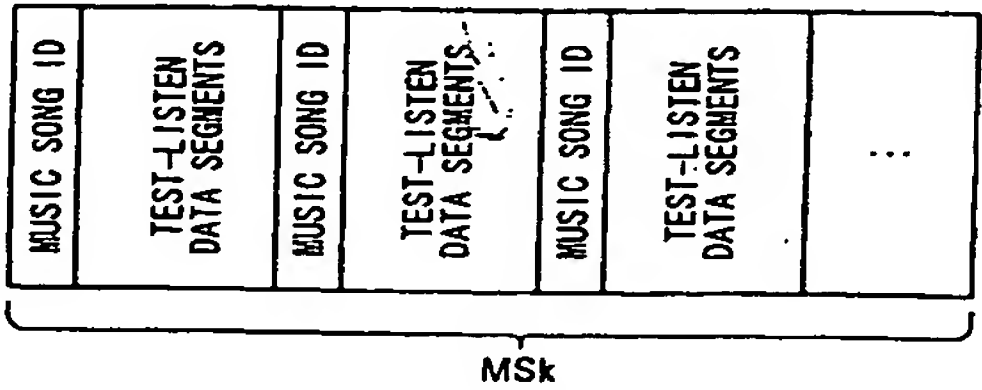 MUSIC SONG ID
TEST-LISTEN
DATA SEGMENTS
MUSIC SONG ID
TEST-LISTEN
DATA SEGMENTS
MUSIC SONG ID
TEST-LISTEN
DATA SEGMENTS
...
MSk